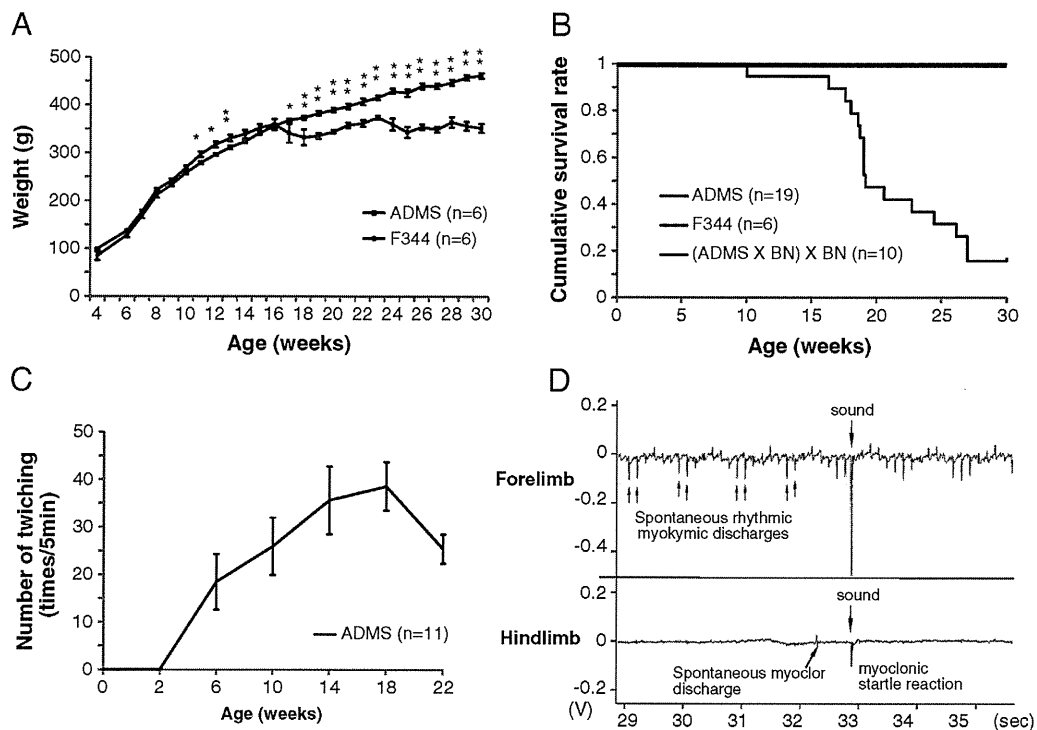 A
Weight (g)
500
400
300
200
100
0
* * * * * * * * * * * * * * * * * * * * * * * * * * * * * *
ADMS (n=6)
F344 (n=6)
4 6 8 10 12 14 16 18 20 22 24 26 28 30
Age (weeks)
B
Cumulative survival rate
1
0.8
0.6
0.4
0.2
0
ADMS (n=19)
F344 (n=6)
(ADMS X BN) X BN (n=10)
0 5 10 15 20 25 30
Age (weeks)
C
Number of twiching
(times/5min)
50
40
30
20
10
0
ADMS (n=11)
0 2 6 10 14 18 22
Age (weeks)
D
Forelimb
0.2
0
-0.2
-0.4
sound
Spontaneous rhythmic
myokymic discharges
Hindlimb
0.2
0
-0.2
(V)
sound
Spontaneous myoclor
discharge
myoclonic
startle reaction
29 30 31 32 33 34 35 (sec)